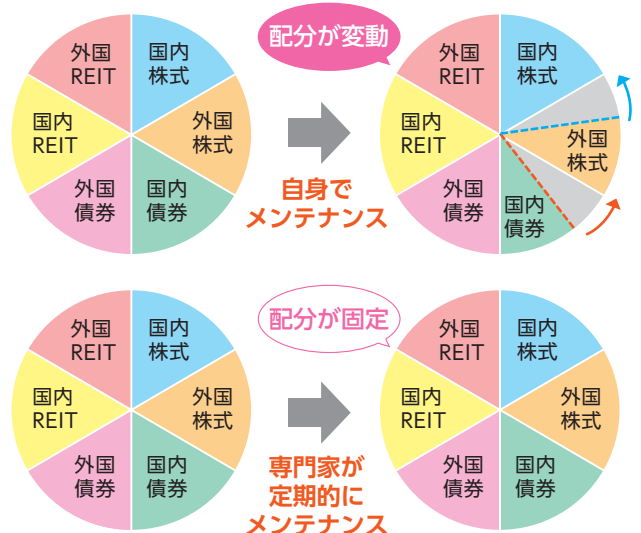 外国
REIT
国内
株式
国内
REIT
外国
株式
外国
債券
国内
債券
配分が変動
自身で
メンテナンス
外国
REIT
国内
株式
国内
REIT
外国
株式
外国
債券
国内
債券
外国
REIT
国内
株式
国内
REIT
外国
株式
外国
債券
国内
債券
配分が固定
専門家が
定期的に
メンテナンス
外国
REIT
国内
株式
国内
REIT
外国
株式
外国
債券
国内
債券